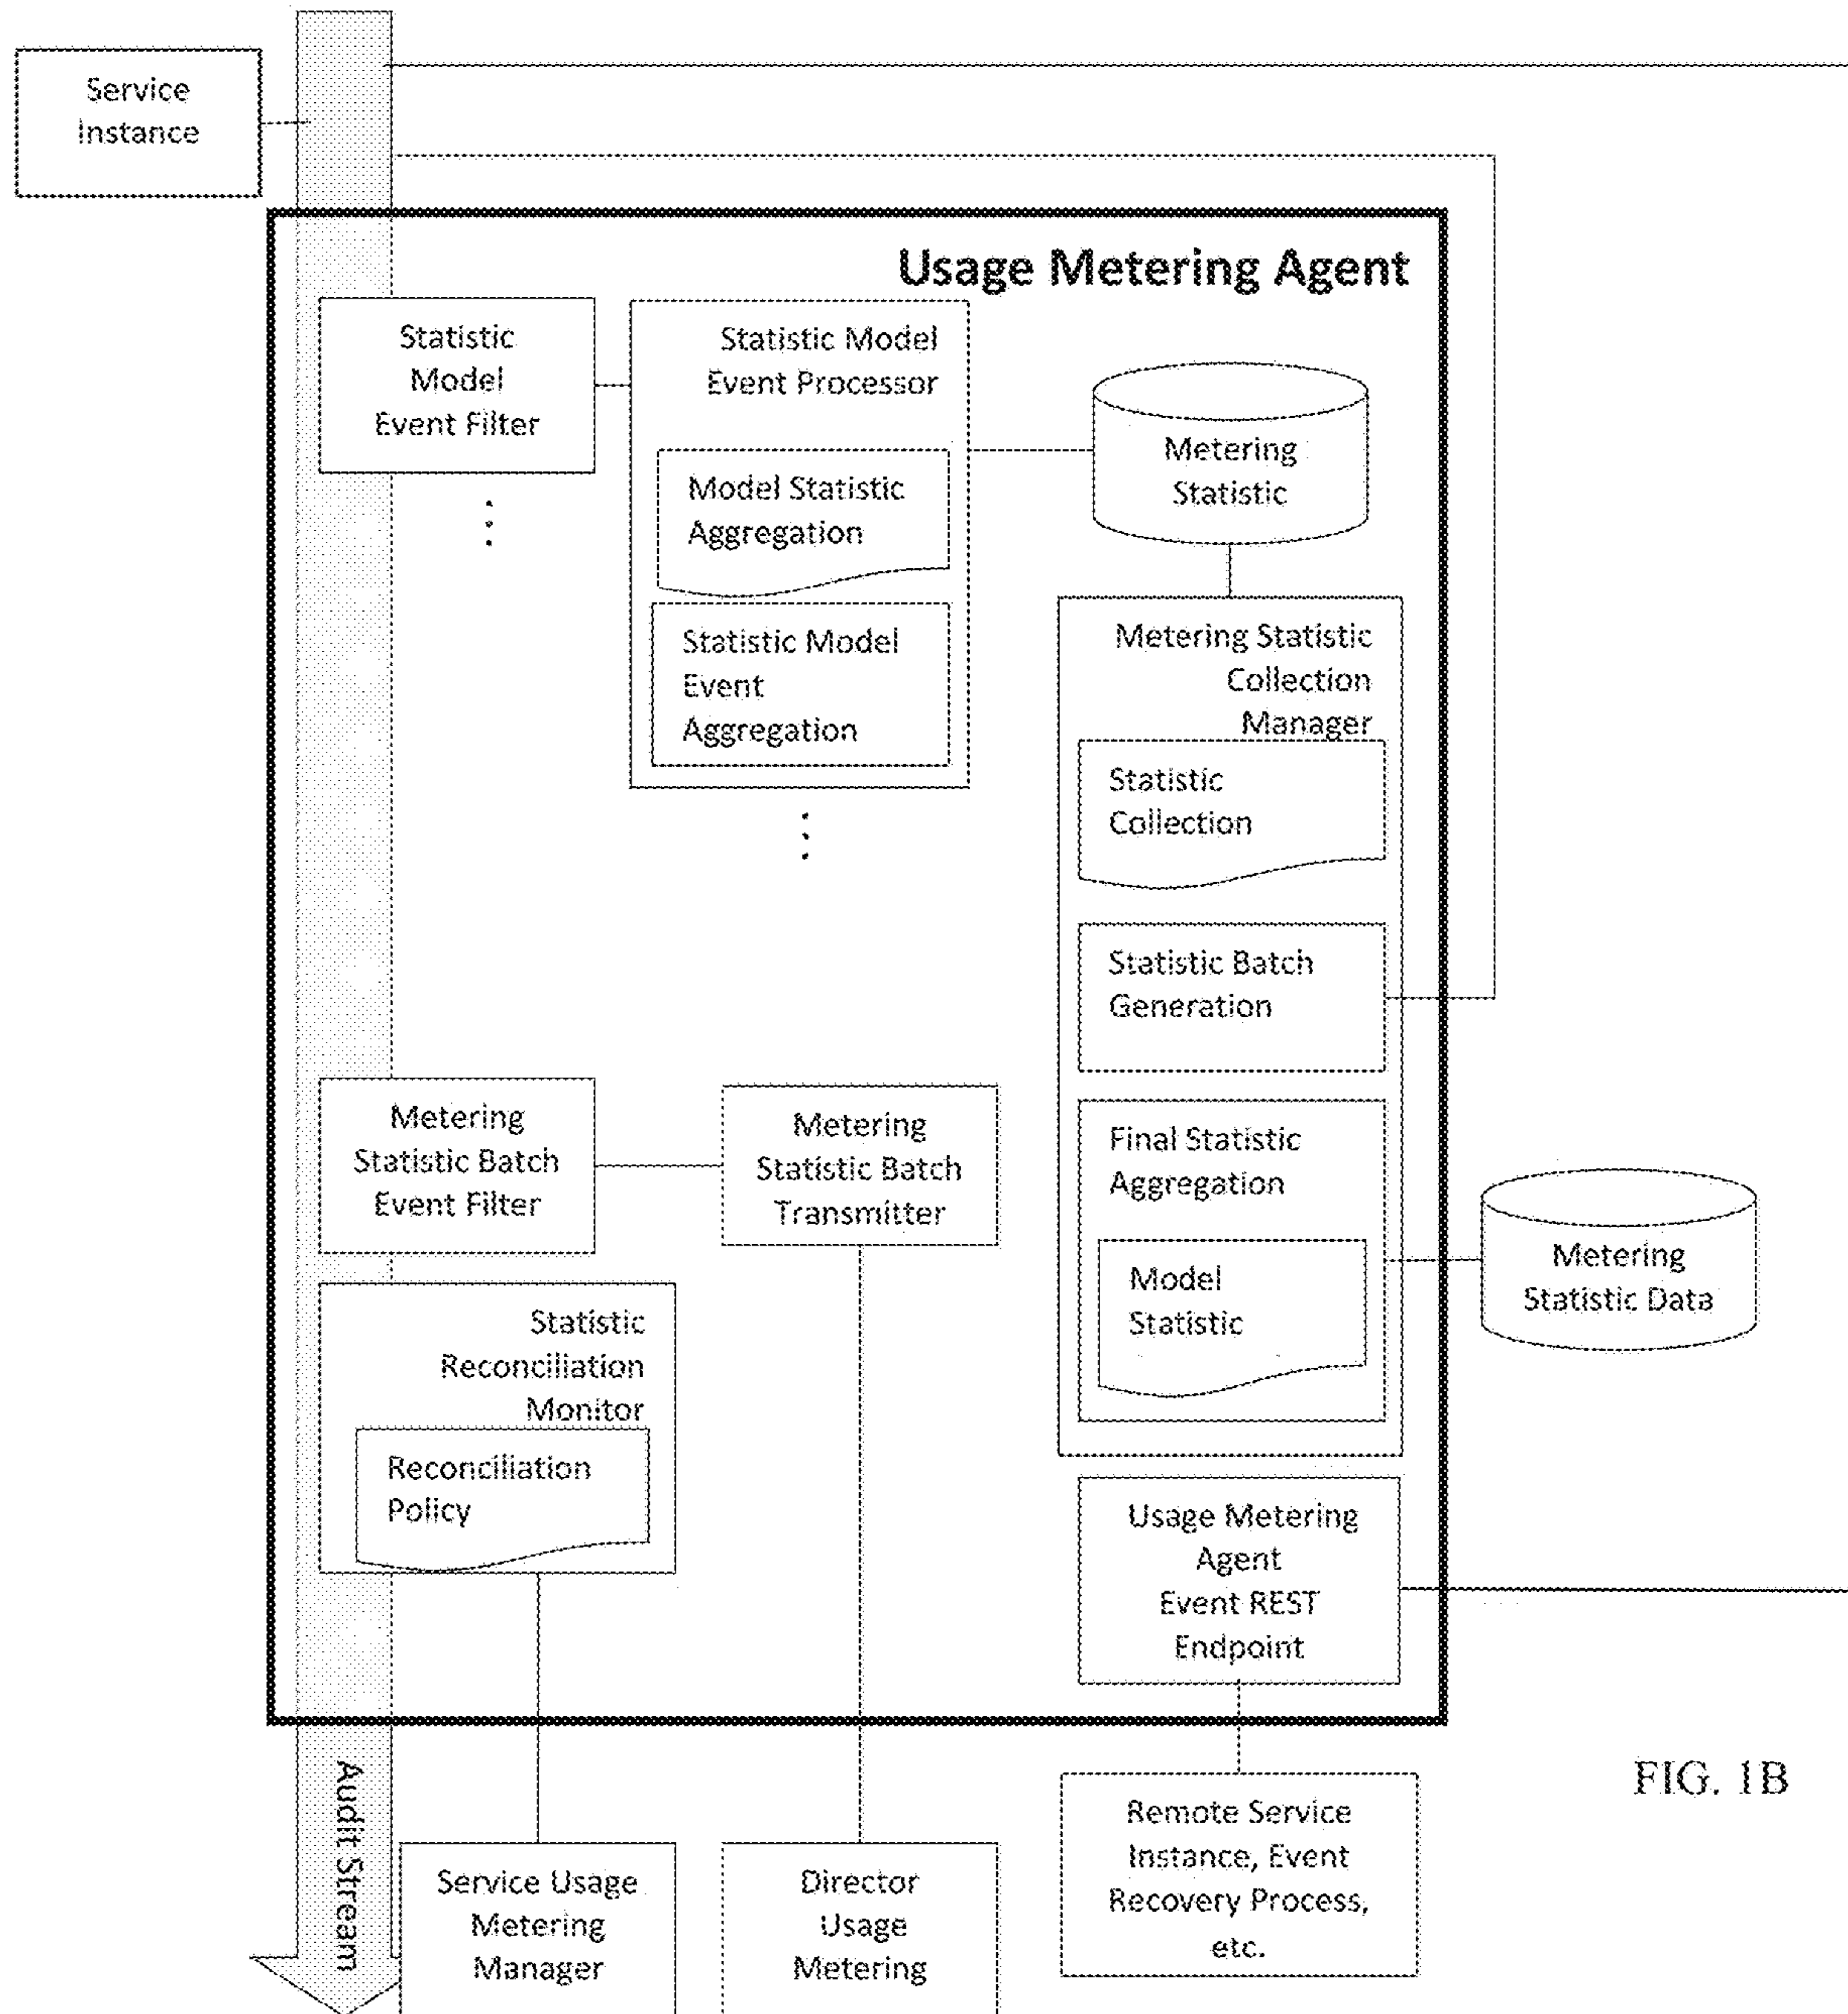 Service
Instance
Usage Metering Agent
Statistic
Model
Event Filter
Statistic Model
Event Processor
Model Statistic
Aggregation
Statistic Model
Event
Aggregation
Metering
Statistic
Metering Statistic
Collection
Manager
Statistic
Collection
Statistic Batch
Generation
Final Statistic
Aggregation
Model
Statistic
Metering
Statistic Data
Metering
Statistic Batch
Event Filter
Metering
Statistic Batch
Transmitter
Statistic
Reconciliation
Monitor
Reconciliation
Policy
Usage Metering
Agent
Event REST
Endpoint
Audit Stream
Service Usage
Metering
Manager
Director
Usage
Metering
Remote Service
Instance, Event
Recovery Process,
etc.
FIG. 1B